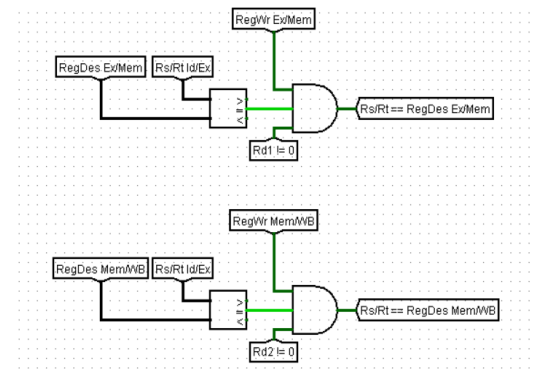 RegWr Ex/Mem
RegDes Ex/Mem
Rs/Rt Id/Ex
>
=
<
Rs/Rt == RegDes Ex/Mem
Rd1 != 0
RegWr Mem/WB
RegDes Mem/WB
Rs/Rt Id/Ex
>
=
<
Rs/Rt == RegDes Mem/WB
Rd2 != 0